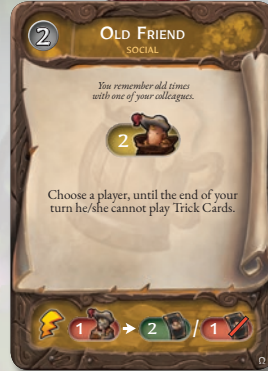 2
OLD FRIEND
SOCIAL
You remember old times
with one of your colleagues.
2
Choose a player, until the end of your
turn he/she cannot play Trick Cards.
1 2 / 1
Ω